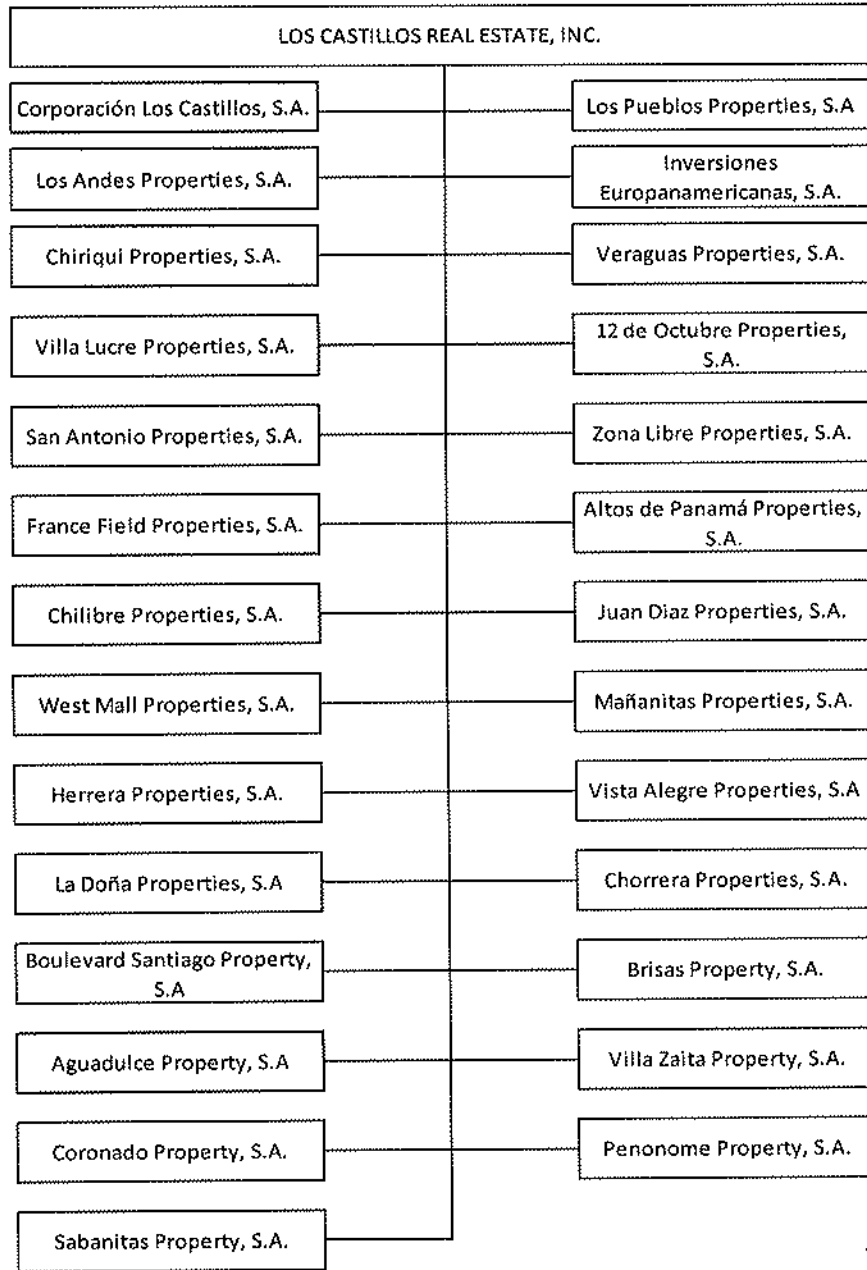 LOS CASTILLOS REAL ESTATE, INC.
Corporación Los Castillos, S.A.
Los Pueblos Properties, S.A
Los Andes Properties, S.A.
Inversiones
Europanamericanas, S.A.
Chiriqui Properties, S.A.
Veraguas Properties, S.A.
Villa Lucre Properties, S.A.
12 de Octubre Properties,
S.A.
San Antonio Properties, S.A.
Zona Libre Properties, S.A.
France Field Properties, S.A.
Altos de Panamá Properties,
S.A.
Chilibre Properties, S.A.
Juan Diaz Properties, S.A.
West Mall Properties, S.A.
Mañanitas Properties, S.A.
Herrera Properties, S.A.
Vista Alegre Properties, S.A
La Doña Properties, S.A
Chorrera Properties, S.A.
Boulevard Santiago Property,
S.A
Brisas Property, S.A.
Aguadulce Property, S.A
Villa Zaita Property, S.A.
Coronado Property, S.A.
Penonome Property, S.A.
Sabanitas Property, S.A.